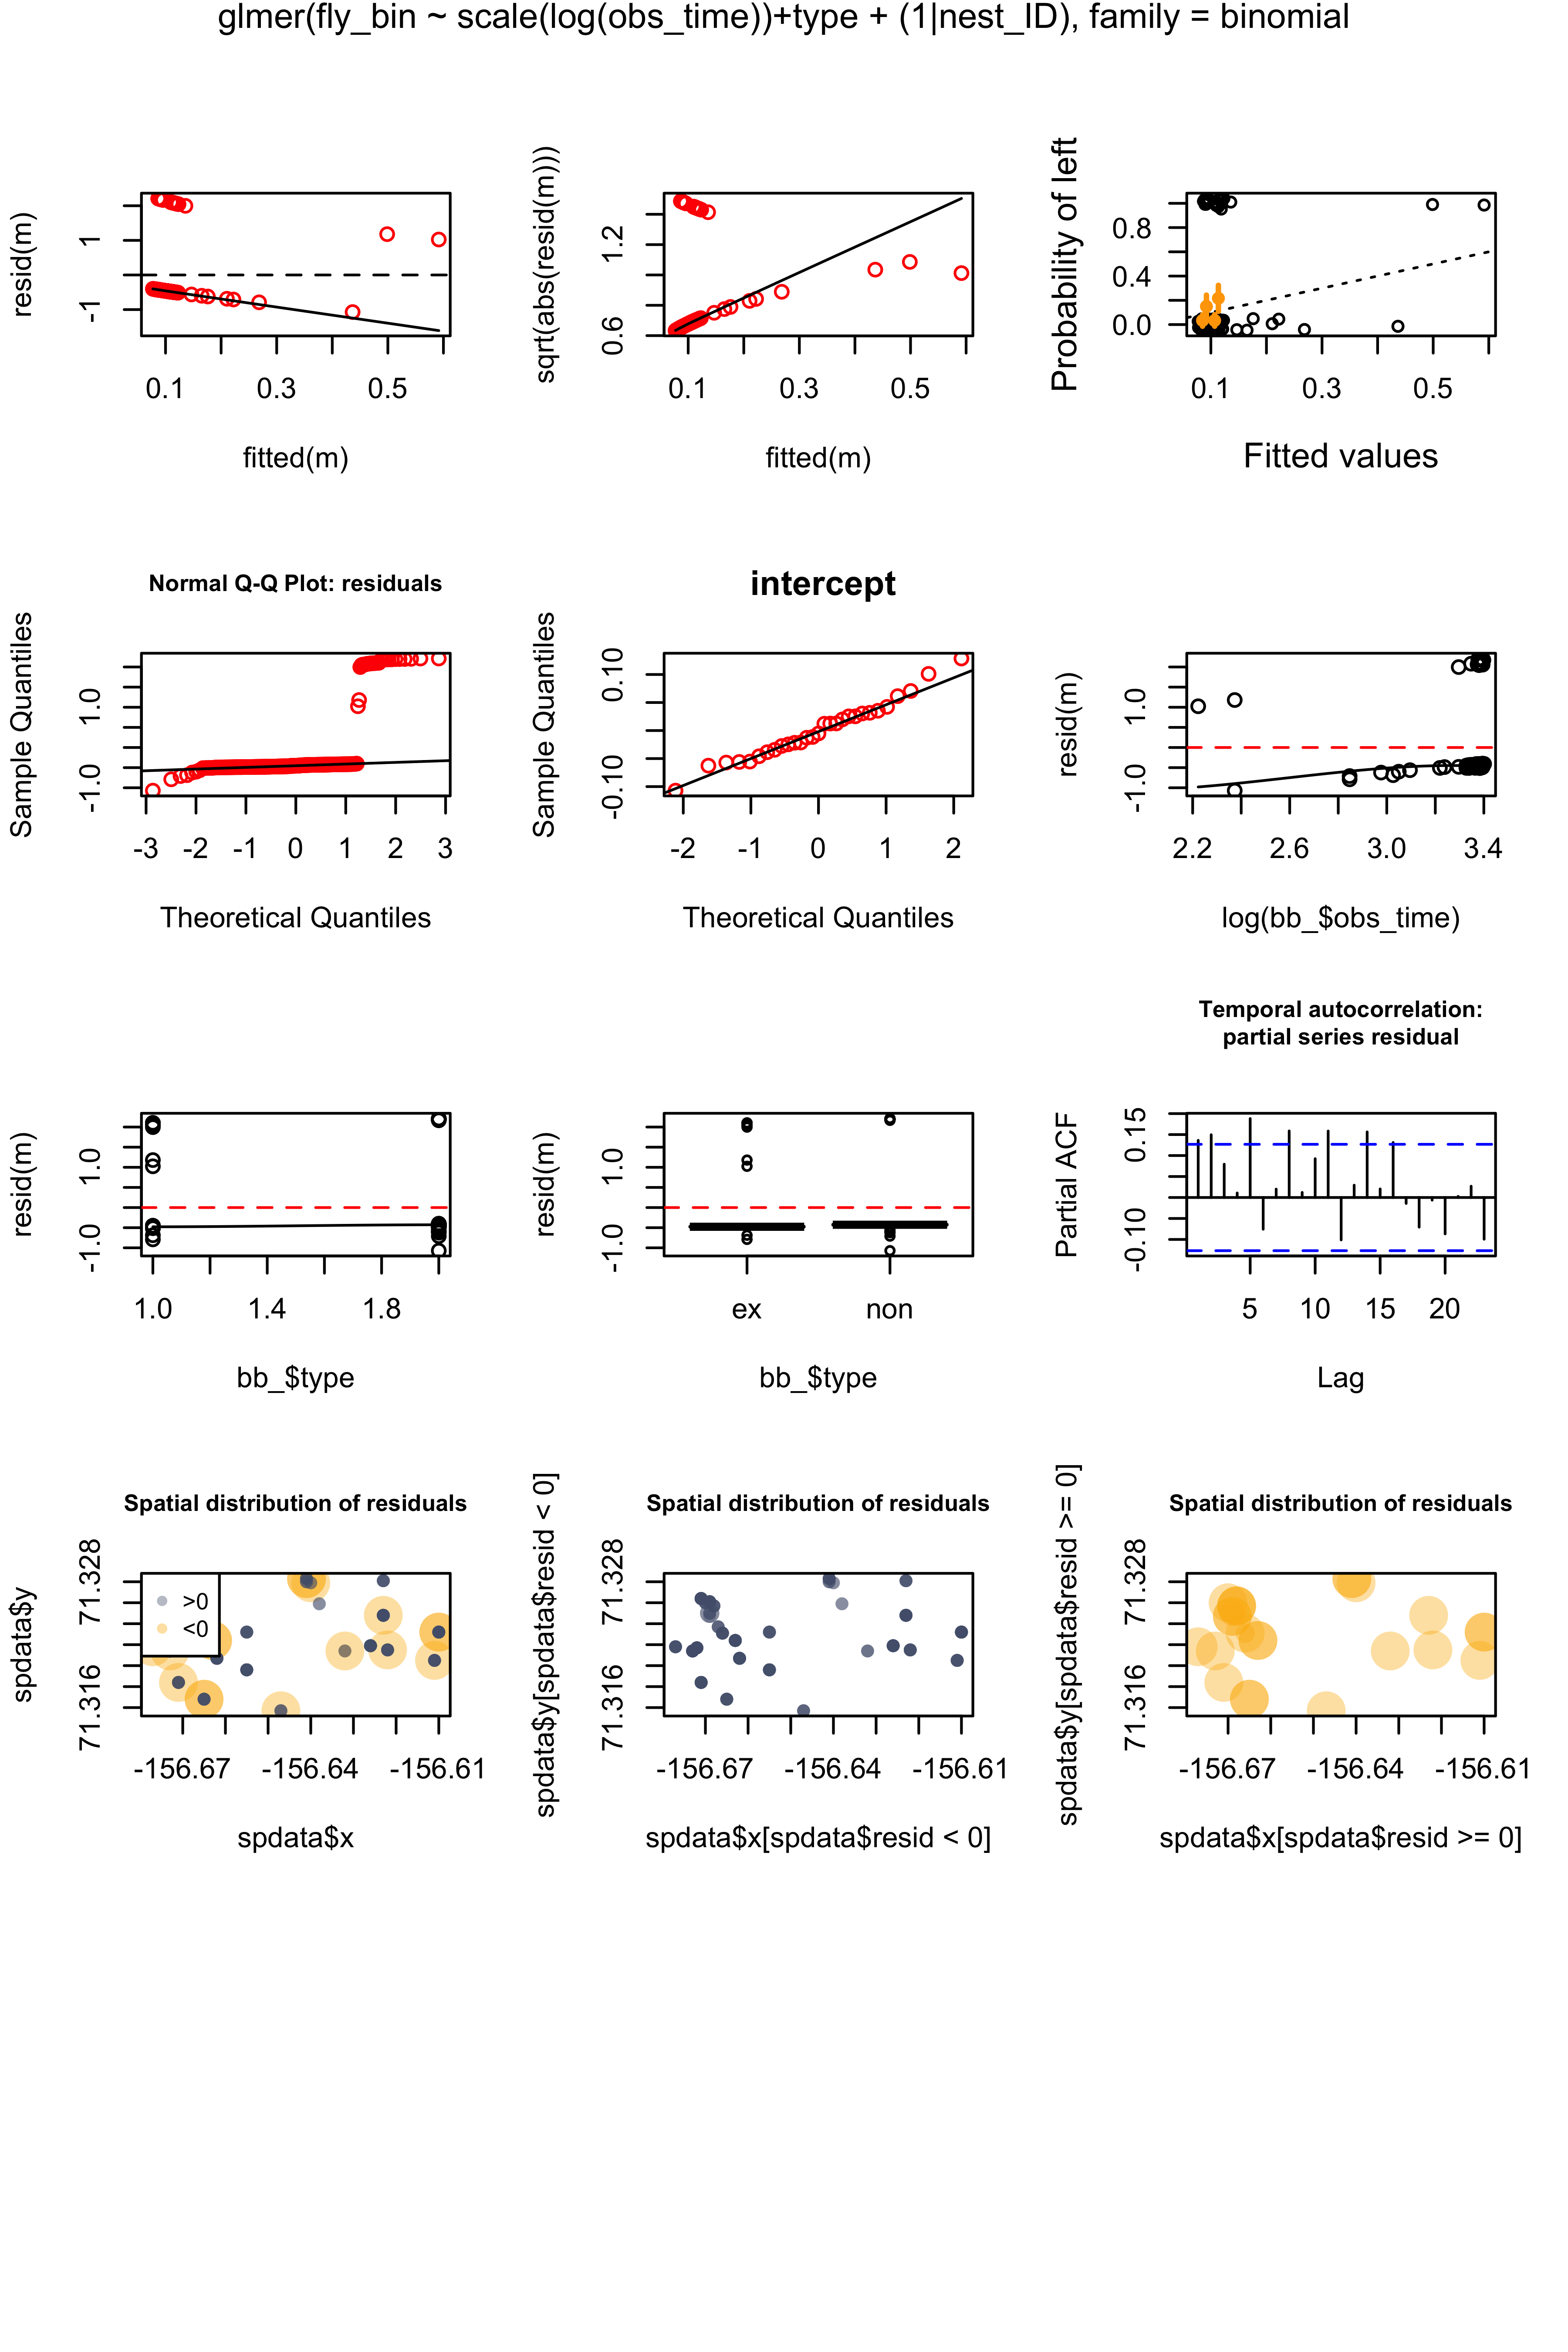 glmer(fly_bin ~ scale(log(obs_time))+type + (1|nest_ID), family = binomial
resid(m)
1
-1
0.1 0.3 0.5
fitted(m)
sqrt(abs(resid(m)))
1.2
0.6
0.1 0.3 0.5
fitted(m)
Probability of left
0.8
0.4
0.0
0.1 0.3 0.5
Fitted values
Normal Q-Q Plot: residuals
Sample Quantiles
1.0
-1.0
-3 -2 -1 0 1 2 3
Theoretical Quantiles
intercept
Sample Quantiles
0.10
-0.10
-2 -1 0 1 2
Theoretical Quantiles
resid(m)
1.0
-1.0
2.2 2.6 3.0 3.4
log(bb_$obs_time)
resid(m)
1.0
-1.0
1.0 1.4 1.8
bb_$type
resid(m)
1.0
-1.0
ex non
bb_$type
Temporal autocorrelation:
partial series residual
Partial ACF
0.15
-0.10
5 10 15 20
Lag
Spatial distribution of residuals
spdata$y
71.328
71.316
>0
<0
-156.67 -156.64 -156.61
spdata$x
Spatial distribution of residuals
spdata$y[spdata$resid < 0]
71.328
71.316
-156.67 -156.64 -156.61
spdata$x[spdata$resid < 0]
Spatial distribution of residuals
spdata$y[spdata$resid >= 0]
71.328
71.316
-156.67 -156.64 -156.61
spdata$x[spdata$resid >= 0]